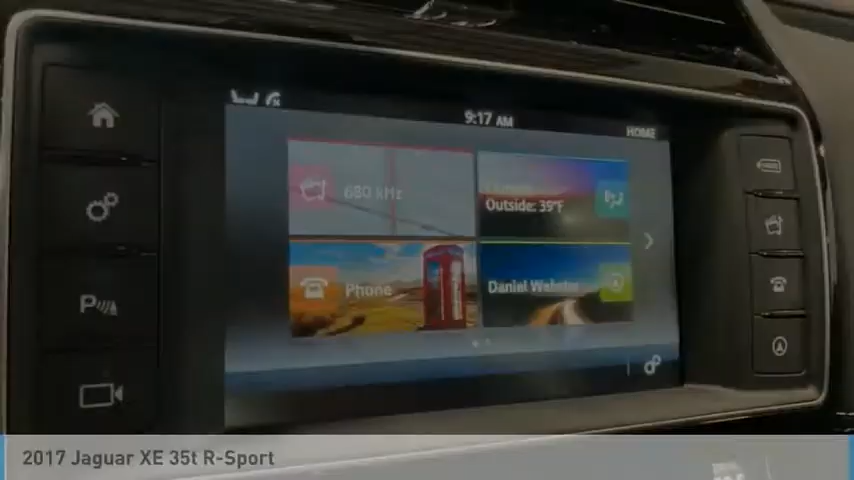 9:17 AM
HOME
680 kHz
Outside: 39°F
Phone
Daniel Webster
P
2017 Jaguar XE 35t R-Sport